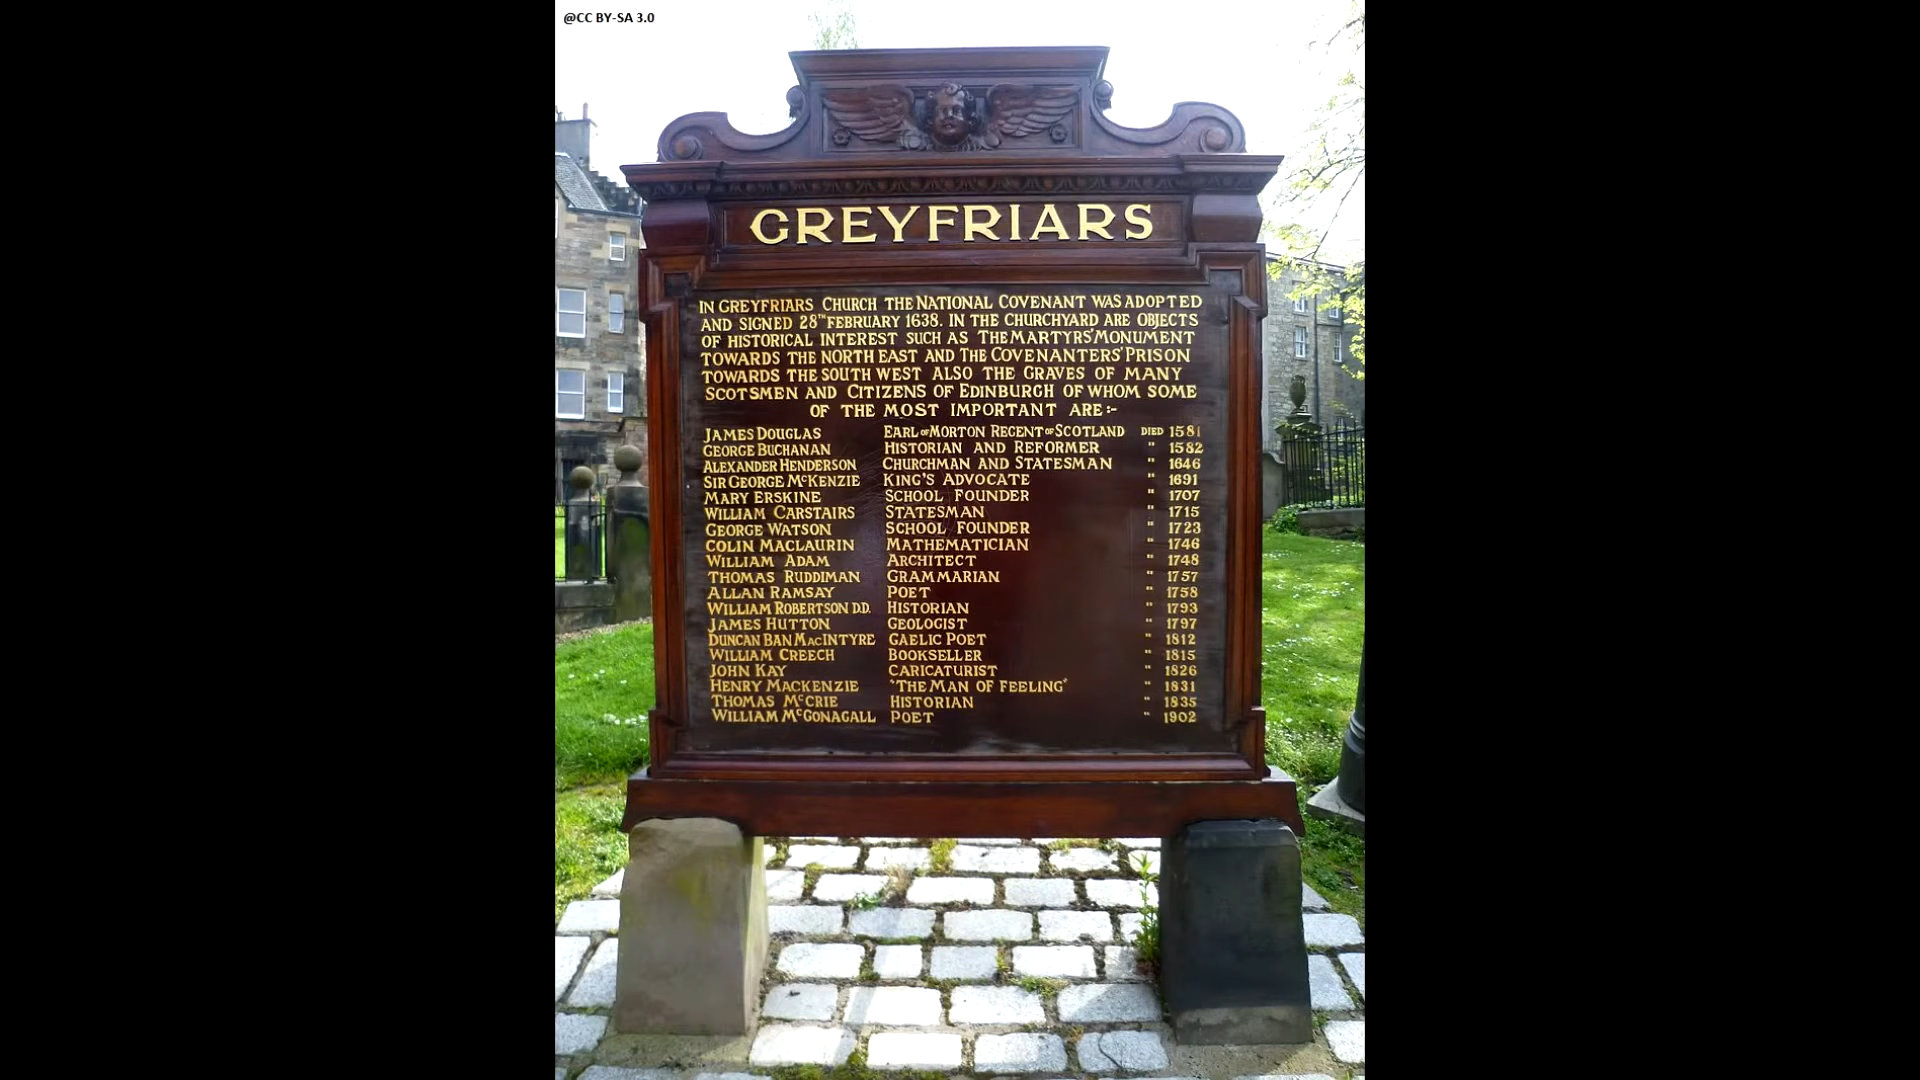 @CC BY-SA 3.0
GREYFRIARS
IN GREYFRIARS CHURCH THE NATIONAL COVENANT WAS ADOPTED
AND SIGNED 28TH FEBRUARY 1638. IN THE CHURCHYARD ARE OBJECTS
OF HISTORICAL INTEREST SUCH AS THE MARTYRS' MONUMENT
TOWARDS THE NORTH EAST AND THE COVENANTERS' PRISON
TOWARDS THE SOUTH WEST ALSO THE GRAVES OF MANY
SCOTSMEN AND CITIZENS OF EDINBURGH OF WHOM SOME
OF THE MOST IMPORTANT ARE:-
JAMES DOUGLAS EARL OF MORTON REGENT OF SCOTLAND DIED 1581
GEORGE BUCHANAN HISTORIAN AND REFORMER " 1582
ALEXANDER HENDERSON CHURCHMAN AND STATESMAN " 1646
SIR GEORGE MCKENZIE KING'S ADVOCATE " 1691
MARY ERSKINE SCHOOL FOUNDER " 1707
WILLIAM CARSTAIRS STATESMAN " 1715
GEORGE WATSON SCHOOL FOUNDER " 1723
COLIN MACLAURIN MATHEMATICIAN " 1746
WILLIAM ADAM ARCHITECT " 1748
THOMAS RUDDIMAN GRAMMARIAN " 1757
ALLAN RAMSAY POET " 1758
WILLIAM ROBERTSON D.D. HISTORIAN " 1793
JAMES HUTTON GEOLOGIST " 1797
DUNCAN BAN MACINTYRE GAELIC POET " 1812
WILLIAM CREECH BOOKSELLER " 1815
JOHN KAY CARICATURIST " 1826
HENRY MACKENZIE "THE MAN OF FEELING" " 1831
THOMAS MCCRIE HISTORIAN " 1835
WILLIAM MCGONAGALL POET " 1902